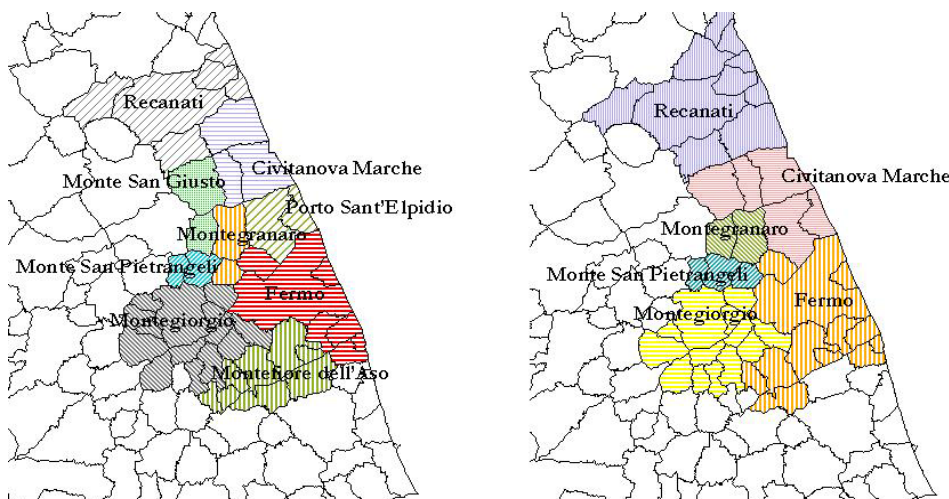 Recanati
Civitanova Marche
Monte San Giusto
Porto Sant'Elpidio
Montegranaro
Monte San Pietrangeli
Fermo
Montegiorgio
Montefiore dell'Aso
Recanati
Civitanova Marche
Montegranaro
Monte San Pietrangeli
Fermo
Montegiorgio